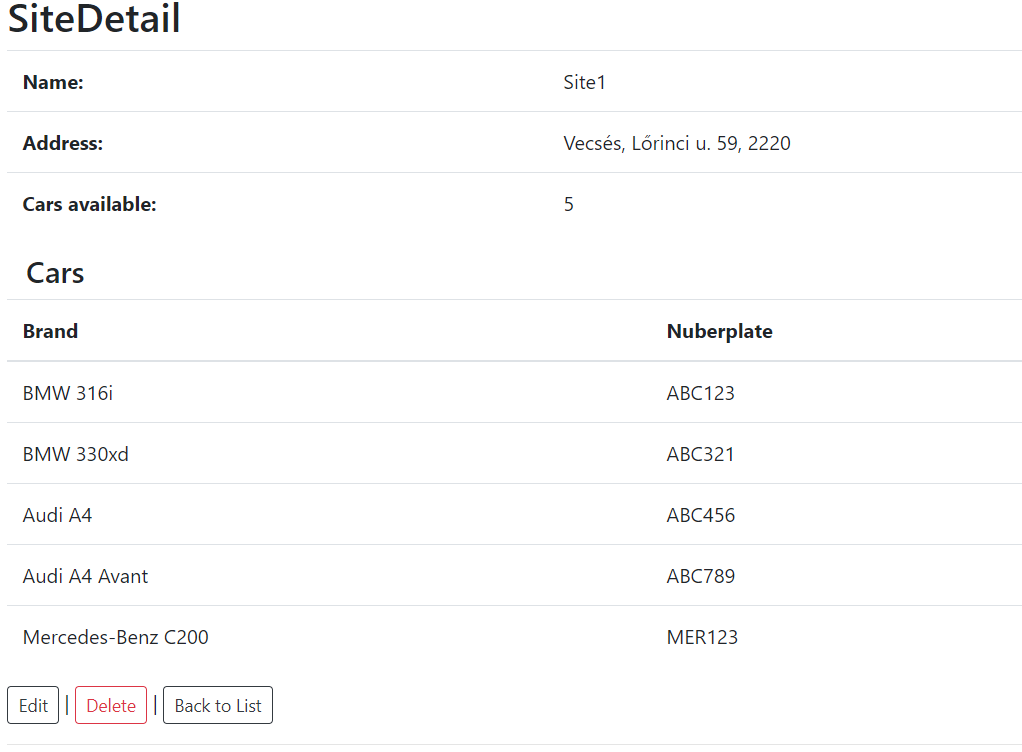 SiteDetail
Name: Site1
Address: Vecsés, Lőrinci u. 59, 2220
Cars available: 5
Cars
Brand Nuberplate
BMW 316i ABC123
BMW 330xd ABC321
Audi A4 ABC456
Audi A4 Avant ABC789
Mercedes-Benz C200 MER123
Edit | Delete | Back to List